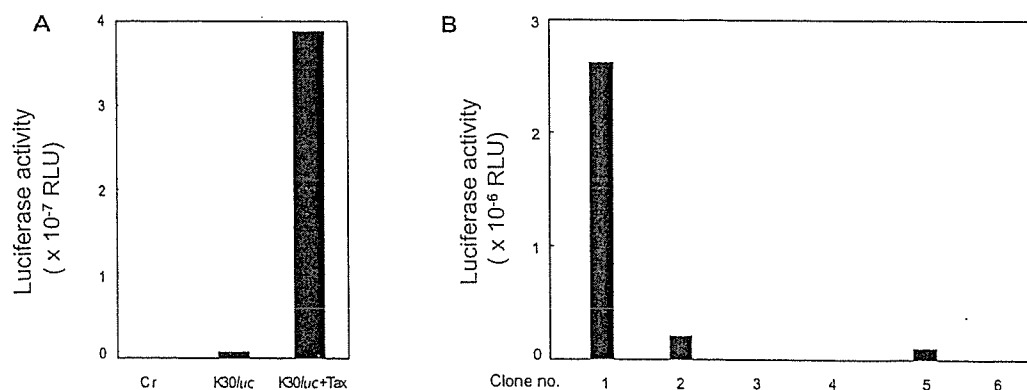 A
Luciferase activity
( x 10-7 RLU)
4
3
2
1
0
Cr K30luc K30luc+Tax
B
Luciferase activity
( x 10-6 RLU)
3
2
1
0
Clone no. 1 2 3 4 5 6